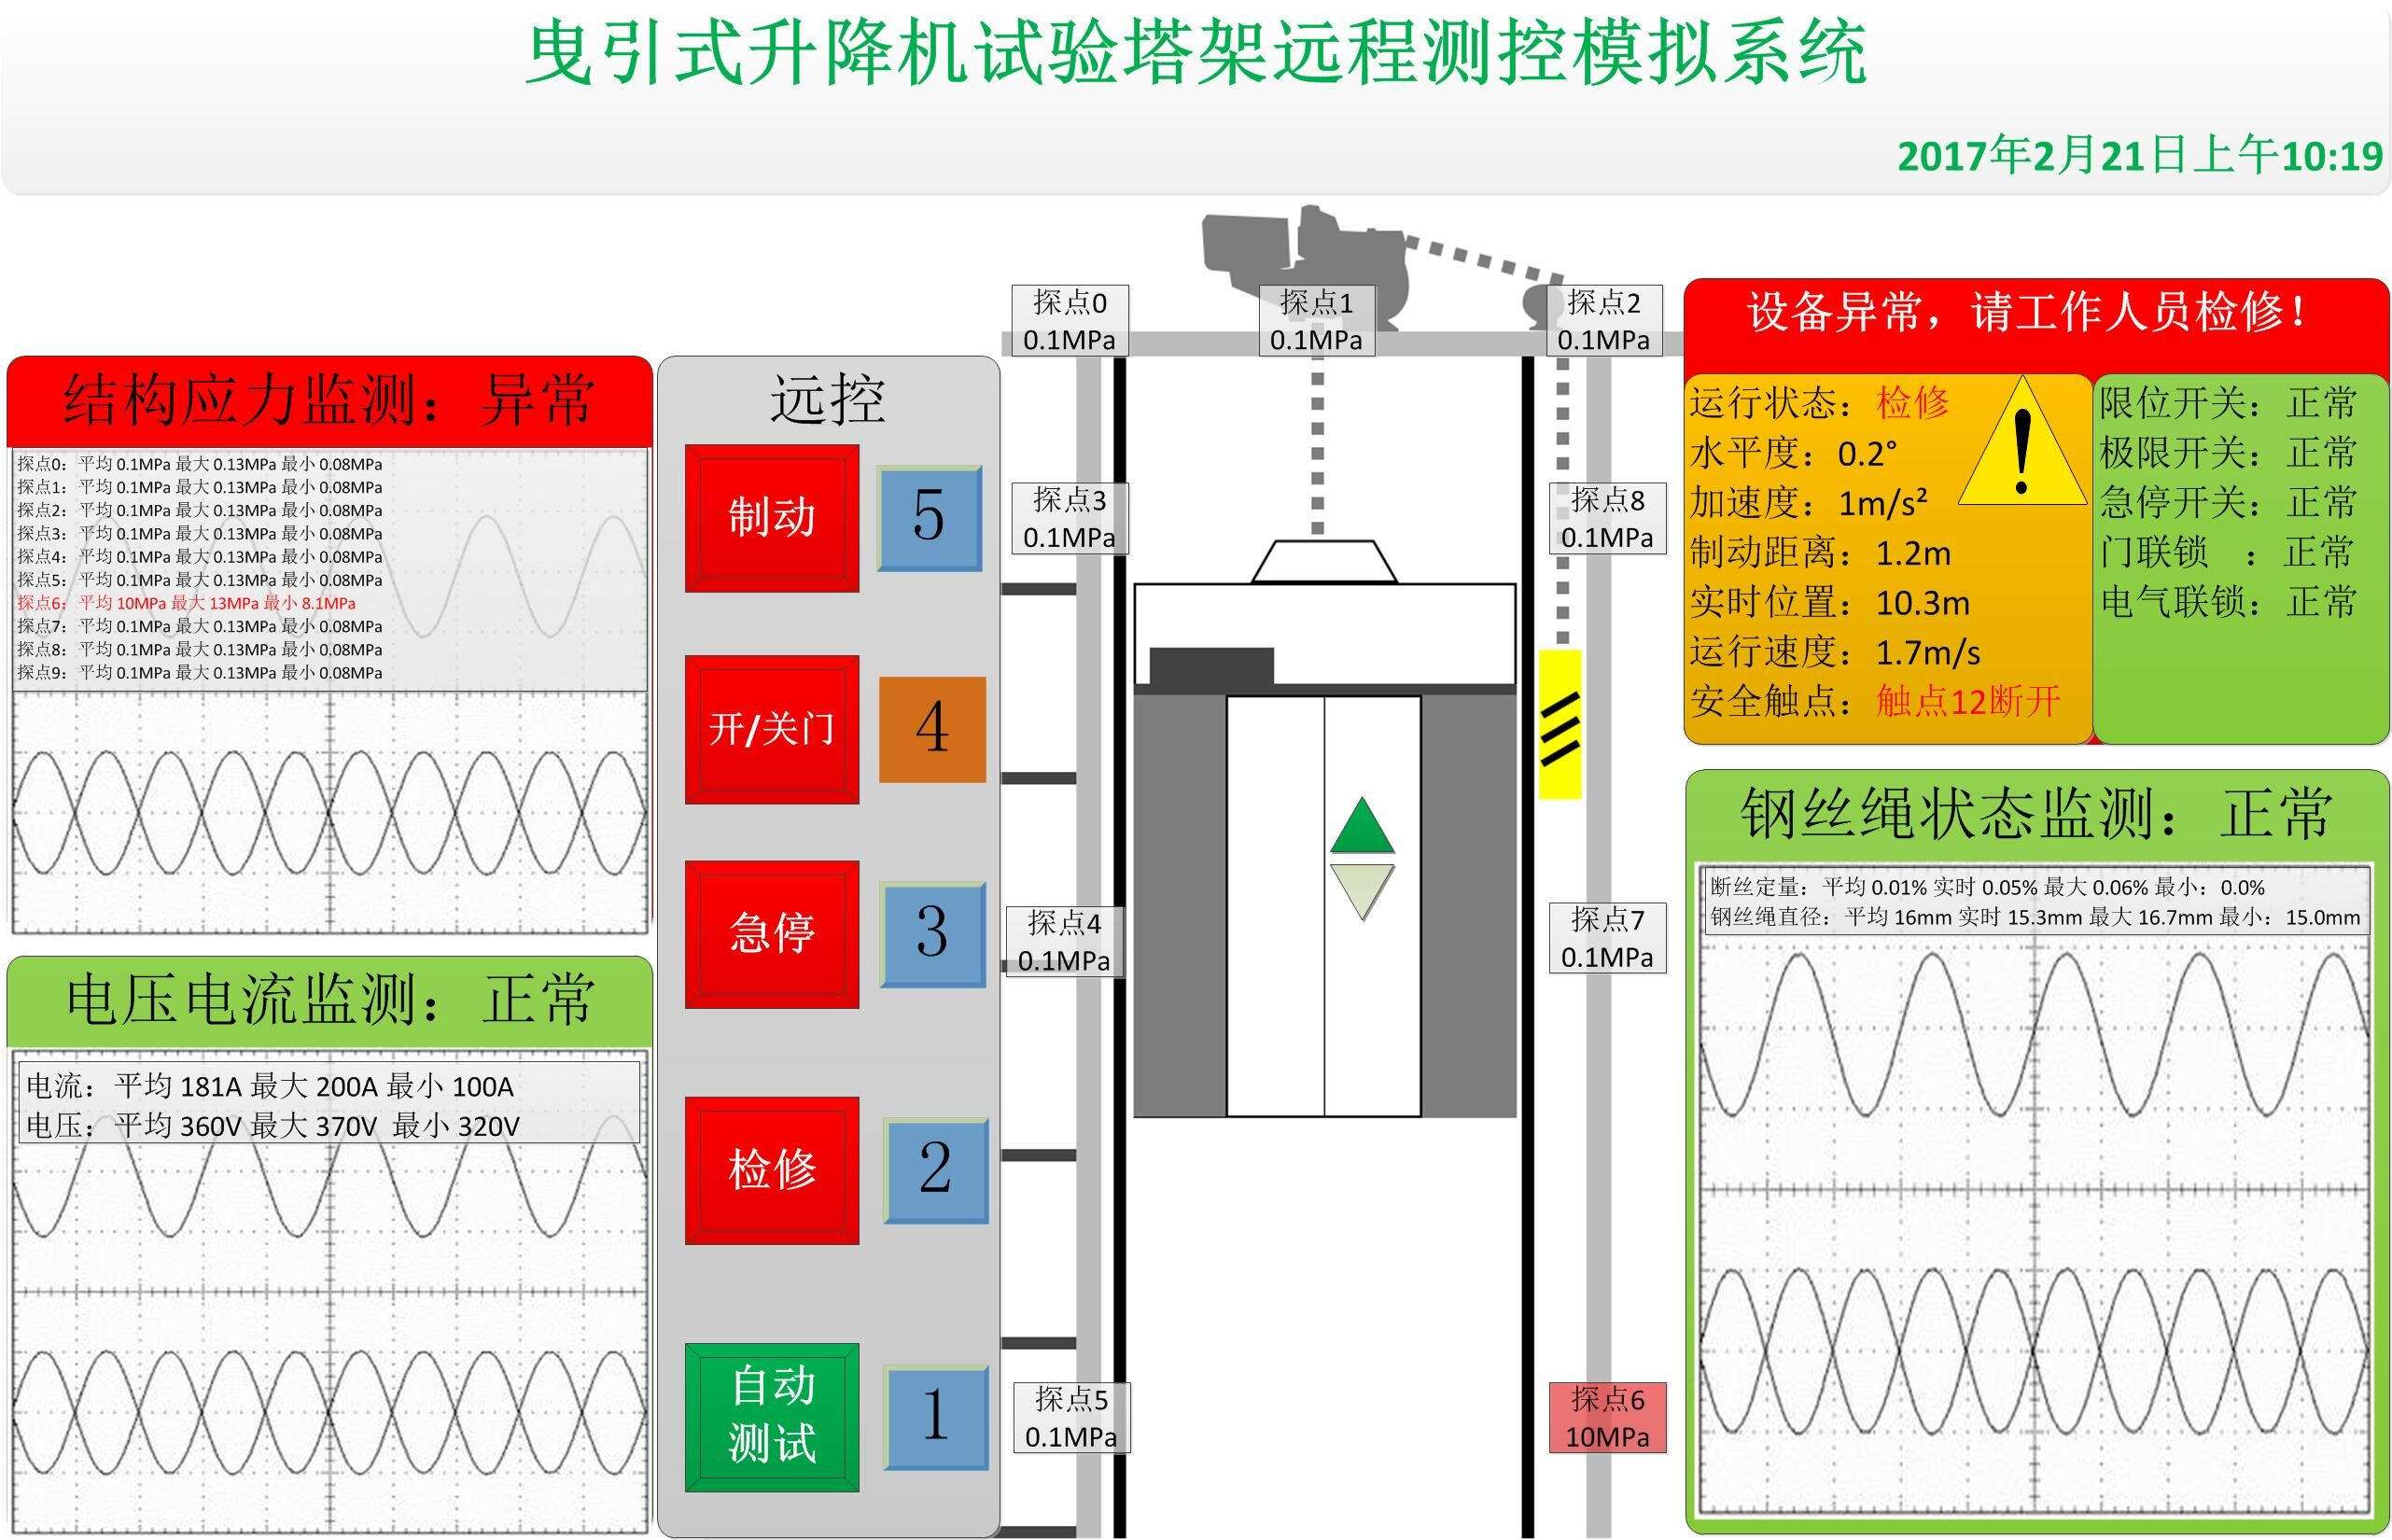 曳引式升降机试验塔架远程测控模拟系统
2017年2月21日上午10:19
结构应力监测：异常
探点0：平均 0.1MPa 最大 0.13MPa 最小 0.08MPa
探点1：平均 0.1MPa 最大 0.13MPa 最小 0.08MPa
探点2：平均 0.1MPa 最大 0.13MPa 最小 0.08MPa
探点3：平均 0.1MPa 最大 0.13MPa 最小 0.08MPa
探点4：平均 0.1MPa 最大 0.13MPa 最小 0.08MPa
探点5：平均 0.1MPa 最大 0.13MPa 最小 0.08MPa
探点6：平均 10MPa 最大 13MPa 最小 8.1MPa
探点7：平均 0.1MPa 最大 0.13MPa 最小 0.08MPa
探点8：平均 0.1MPa 最大 0.13MPa 最小 0.08MPa
探点9：平均 0.1MPa 最大 0.13MPa 最小 0.08MPa
电压电流监测：正常
电流：平均 181A 最大 200A 最小 100A
电压：平均 360V 最大 370V 最小 320V
远控
制动
5
开/关门
4
急停
3
检修
2
自动
测试
1
探点0
0.1MPa
探点1
0.1MPa
探点2
0.1MPa
探点3
0.1MPa
探点8
0.1MPa
探点4
0.1MPa
探点7
0.1MPa
探点5
0.1MPa
探点6
10MPa
设备异常，请工作人员检修！
运行状态：检修
水平度：0.2°
加速度：1m/s²
制动距离：1.2m
实时位置：10.3m
运行速度：1.7m/s
安全触点：触点12断开
!
限位开关：正常
极限开关：正常
急停开关：正常
门联锁 ：正常
电气联锁：正常
钢丝绳状态监测：正常
断丝定量：平均 0.01% 实时 0.05% 最大 0.06% 最小：0.0%
钢丝绳直径：平均 16mm 实时 15.3mm 最大 16.7mm 最小：15.0mm